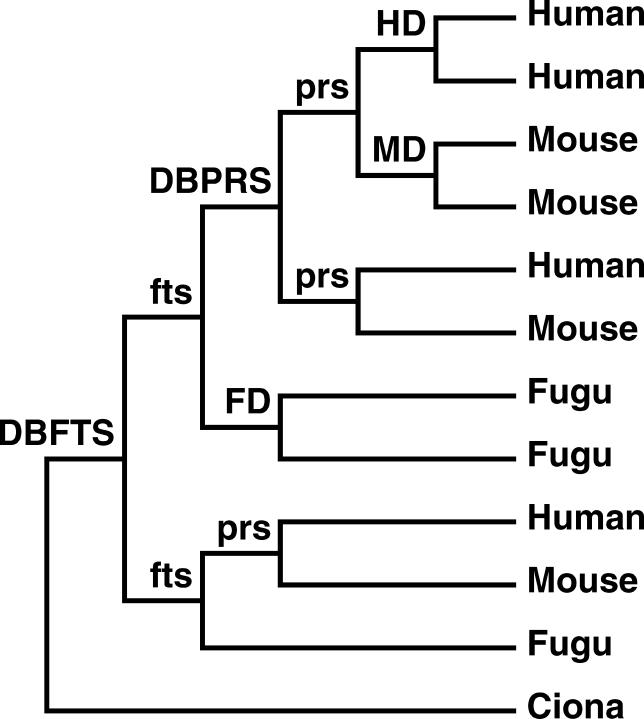 HD
Human
prs
Human
MD
Mouse
DBPRS
Mouse
prs
Human
fts
Mouse
FD
Fugu
DBFTS
Fugu
prs
Human
fts
Mouse
Fugu
Ciona